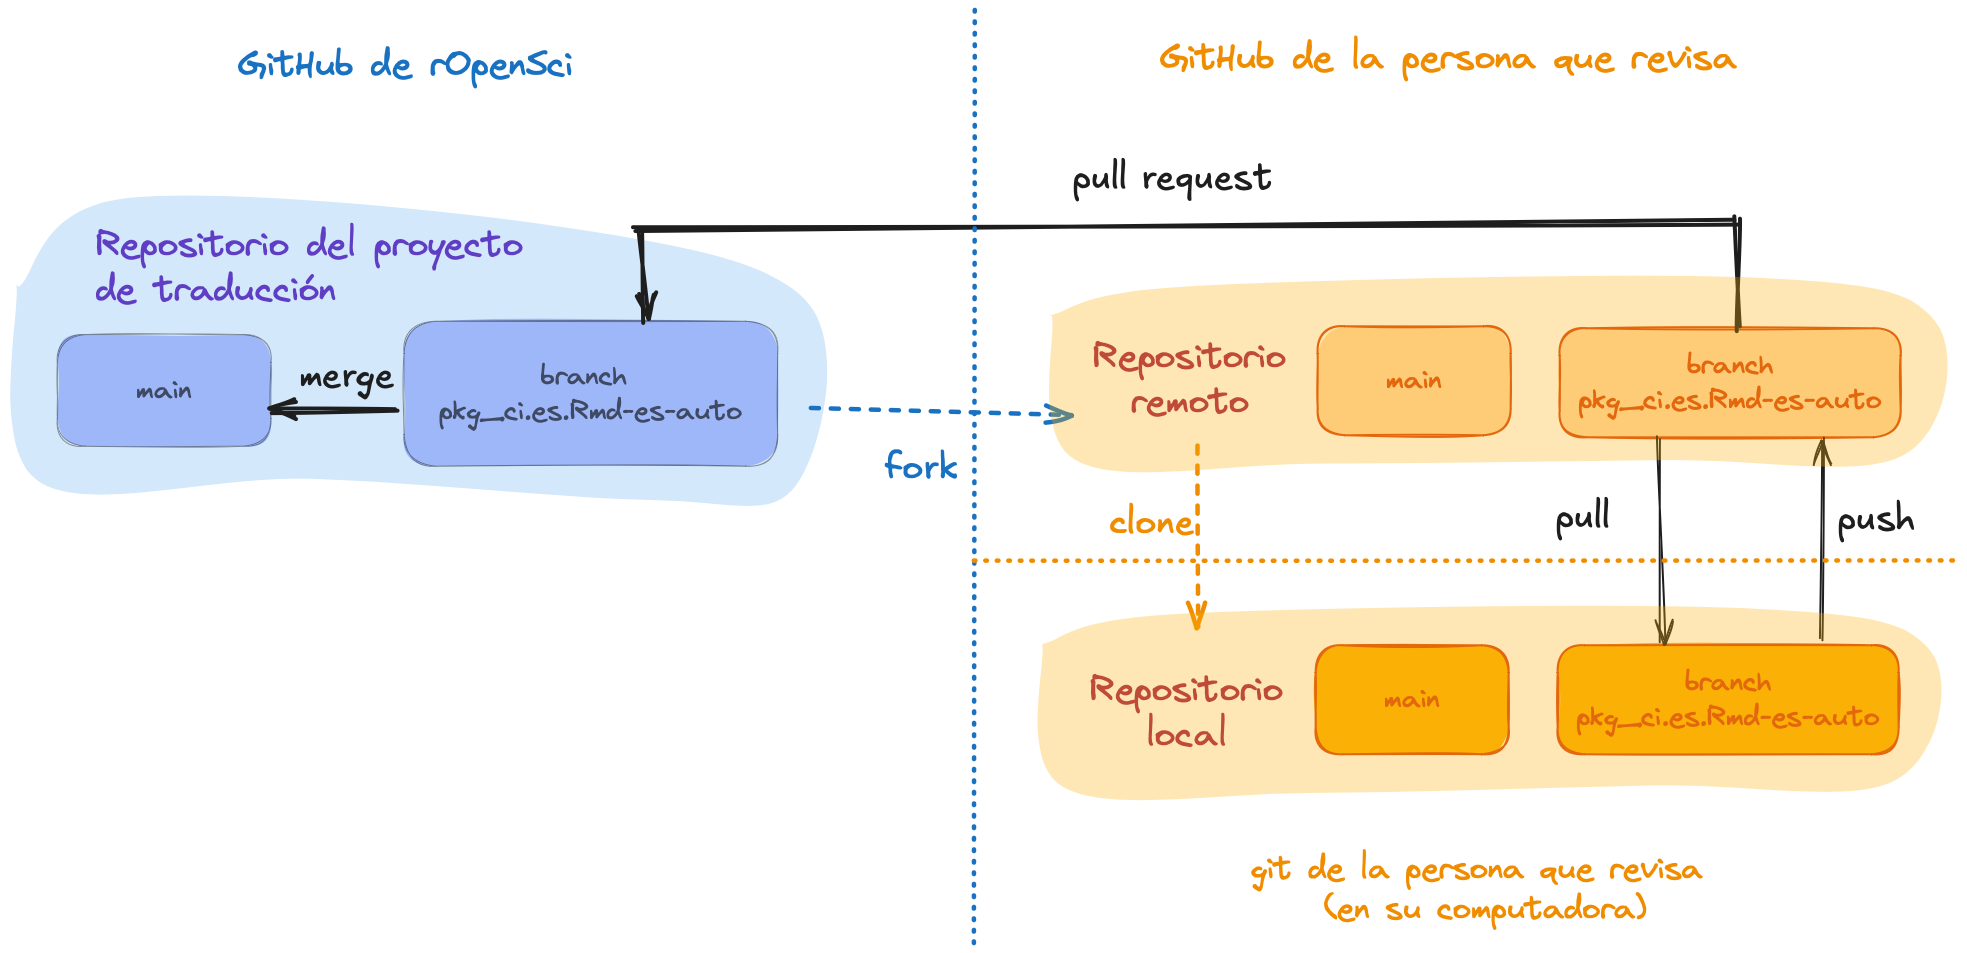 GitHub de rOpenSci
GitHub de la persona que revisa
pull request
Repositorio del proyecto
de traducción
main
merge
branch
pkg_ci.es.Rmd-es-auto
fork
Repositorio
remoto
main
branch
pkg_ci.es.Rmd-es-auto
clone
pull
push
Repositorio
local
main
branch
pkg_ci.es.Rmd-es-auto
git de la persona que revisa
(en su computadora)